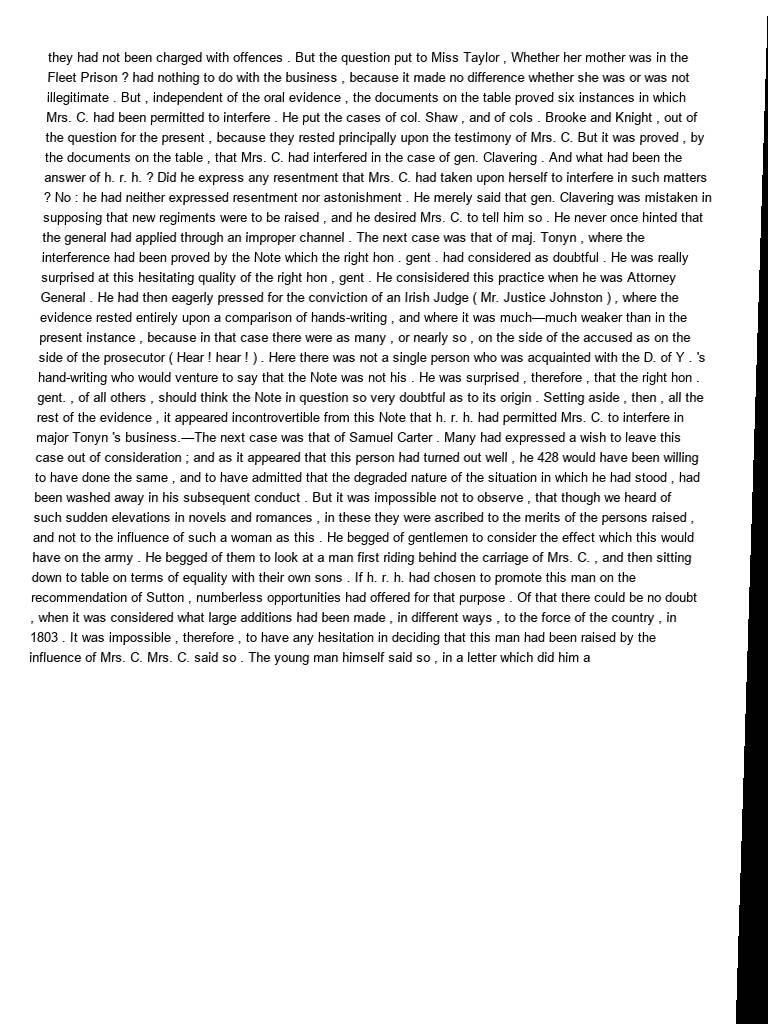 they had not been charged with offences . But the question put to Miss Taylor , Whether her mother was in the
Fleet Prison ? had nothing to do with the business , because it made no difference whether she was or was not
illegitimate . But , independent of the oral evidence , the documents on the table proved six instances in which
Mrs. C. had been permitted to interfere . He put the cases of col. Shaw , and of cols . Brooke and Knight , out of
the question for the present , because they rested principally upon the testimony of Mrs. C. But it was proved , by
the documents on the table , that Mrs. C. had interfered in the case of gen. Clavering . And what had been the
answer of h. r. h. ? Did he express any resentment that Mrs. C. had taken upon herself to interfere in such matters
? No : he had neither expressed resentment nor astonishment . He merely said that gen. Clavering was mistaken in
supposing that new regiments were to be raised , and he desired Mrs. C. to tell him so . He never once hinted that
the general had applied through an improper channel . The next case was that of maj. Tonyn , where the
interference had been proved by the Note which the right hon . gent . had considered as doubtful . He was really
surprised at this hesitating quality of the right hon , gent . He consisidered this practice when he was Attorney
General . He had then eagerly pressed for the conviction of an Irish Judge ( Mr. Justice Johnston ) , where the
evidence rested entirely upon a comparison of hands-writing , and where it was much—much weaker than in the
present instance , because in that case there were as many , or nearly so , on the side of the accused as on the
side of the prosecutor ( Hear ! hear ! ) . Here there was not a single person who was acquainted with the D. of Y . 's
hand-writing who would venture to say that the Note was not his . He was surprised , therefore , that the right hon .
gent. , of all others , should think the Note in question so very doubtful as to its origin . Setting aside , then , all the
rest of the evidence , it appeared incontrovertible from this Note that h. r. h. had permitted Mrs. C. to interfere in
major Tonyn 's business.—The next case was that of Samuel Carter . Many had expressed a wish to leave this
case out of consideration ; and as it appeared that this person had turned out well , he 428 would have been willing
to have done the same , and to have admitted that the degraded nature of the situation in which he had stood , had
been washed away in his subsequent conduct . But it was impossible not to observe , that though we heard of
such sudden elevations in novels and romances , in these they were ascribed to the merits of the persons raised ,
and not to the influence of such a woman as this . He begged of gentlemen to consider the effect which this would
have on the army . He begged of them to look at a man first riding behind the carriage of Mrs. C. , and then sitting
down to table on terms of equality with their own sons . If h. r. h. had chosen to promote this man on the
recommendation of Sutton , numberless opportunities had offered for that purpose . Of that there could be no doubt
, when it was considered what large additions had been made , in different ways , to the force of the country , in
1803 . It was impossible , therefore , to have any hesitation in deciding that this man had been raised by the
influence of Mrs. C. Mrs. C. said so . The young man himself said so , in a letter which did him a